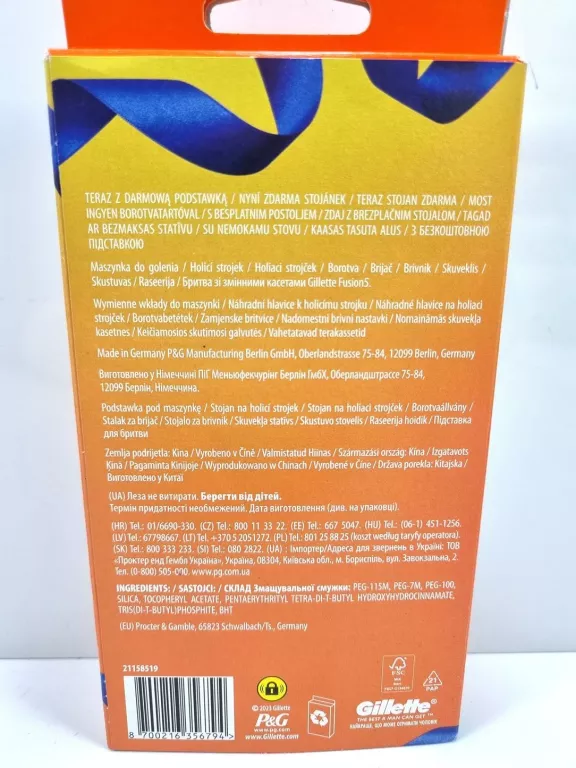 TERAZ Z DARMOWĄ PODSTAWKĄ / NYNÍ ZDARMA STOJÁNEK / TERAZ STOJAN ZDARMA / MOST
INGYEN BOROTVATARTÓVAL / S BESPLATNIM POSTOLJEM / ZDAJ Z BREZPLAČNIM STOJALOM / TAGAD
AR BEZMAKSAS STATĪVU / SU NEMOKAMU STOVU / KAASAS TASUTA ALUS / З БЕЗКОШТОВНОЮ
ПІДСТАВКОЮ
Maszynka do golenia / Holicí strojek / Holiaci strojček / Borotva / Brijač / Brivnik / Skuveklis /
Skustuvas / Raseerija / Бритва зі змінними касетами Gillette Fusion5.
Wymienne wkłady do maszynki / Náhradní hlavice k holicímu strojku / Náhradné hlavice na holiaci
strojček / Borotvabetétek / Zamjenske britvice / Nadomestni brivni nastavki / Nomaināmās skuvekļa
kasetnes / Keičiamosios skutimosi galvutės / Vahetatavad terakassetid
Made in Germany P&G Manufacturing Berlin GmbH, Oberlandstrasse 75-84, 12099 Berlin, Germany
Виготовлено у Німеччині ПІГ Меньюфекчурінг Берлін ГмбХ, Оберландштрассе 75-84,
12099 Берлін, Німеччина.
Podstawka pod maszynkę / Stojan na holicí strojek / Stojan na holiaci strojček / Borotvaállvány /
Stalak za brijač / Stojalo za brivnik / Skuvekļa statīvs / Skustuvo stovelis / Raseerija hoidik / Підставка
для бритви
Zemlja podrijetla: Kina / Vyrobeno v Číně / Valmistatud Hiinas / Származási ország: Kína / Izgatavots
Ķīnā / Pagaminta Kinijoje / Wyprodukowano w Chinach / Vyrobené v Číne / Država porekla: Kitajska /
Виготовлено у Китаї
(UA) Леза не витирати. Берегти від дітей.
Термін придатності необмежений. Дата виготовлення (див. на упаковці).
(HR) Tel.: 01/6690-330. (CZ) Tel.: 800 11 33 22. (EE) Tel.: 667 5047. (HU) Tel.: (06-1) 451-1256.
(LV) Tel.: 67798667. (LT) Tel. +370 5 2051272. (PL) Tel.: 801 25 88 25 (koszt według taryfy operatora).
(SK) Tel.: 800 333 233. (SI) Tel.: 080 2822. (UA) : Імпортер/Адреса для звернень в Україні: ТОВ
«Проктер енд Гембл Україна», Україна, 08304, Київська обл., м. Бориспіль, вул. Завокзальна, 2.
Тел. (0-800) 505-000. www.pg.com.ua
INGREDIENTS: / SASTOJCI: / СКЛАД Змащувальної смужки: PEG-115M, PEG-7M, PEG-100,
SILICA, TOCOPHERYL ACETATE, PENTAERYTHRITYL TETRA-DI-T-BUTYL HYDROXYHYDROCINNAMATE,
TRIS(DI-T-BUTYL)PHOSPHITE, BHT
(EU) Procter & Gamble, 65823 Schwalbach/Ts., Germany
21158519
8 700216 356794
© 2023 Gillette
P&G
www.pg.com
www.Gillette.com
FSC
MIX
21
PAP
Gillette
THE BEST A MAN CAN GET™
НАЙКРАЩЕ, ЩО МОЖЕ ОТРИМАТИ ЧОЛОВІК